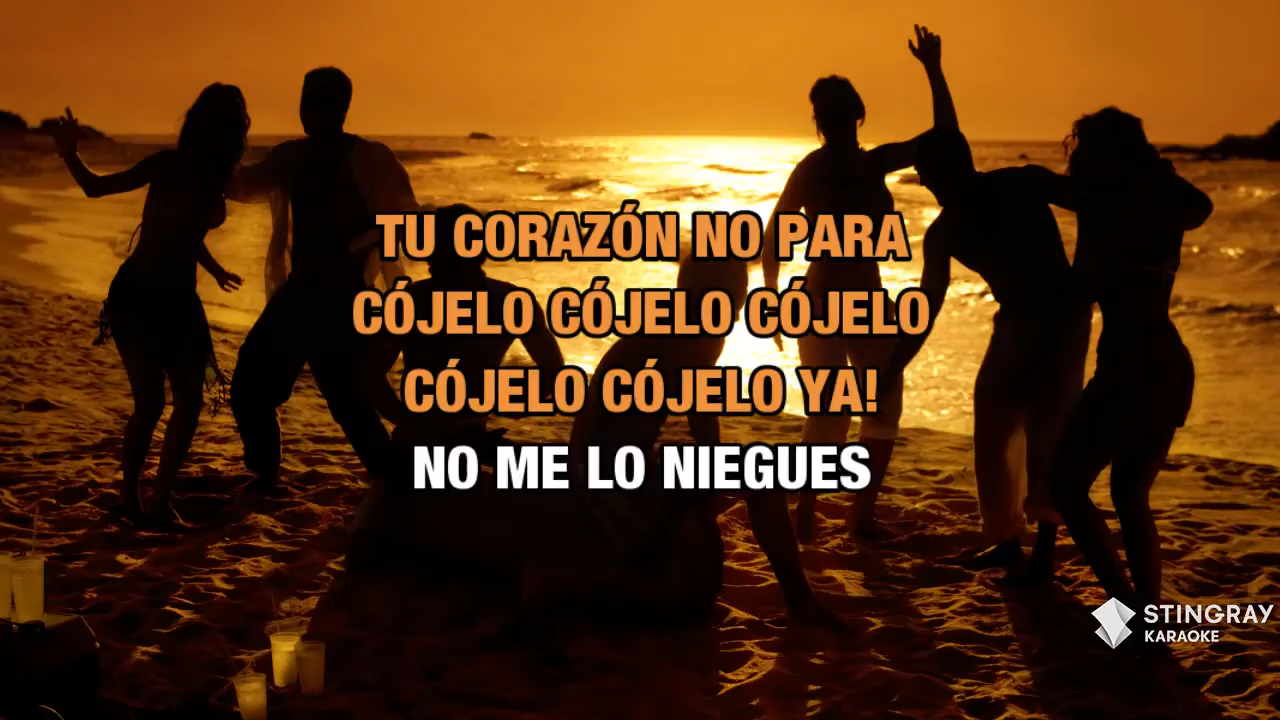 TU CORAZÓN NO PARA
CÓJELO CÓJELO CÓJELO
CÓJELO CÓJELO YA!
NO ME LO NIEGUES
STINGRAY
KARAOKE